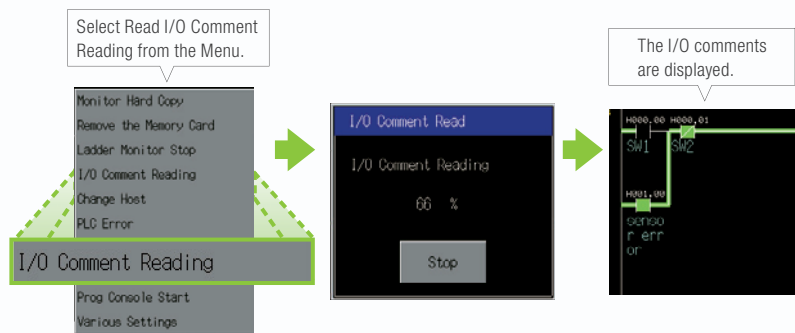 Select Read I/O Comment
Reading from the Menu.
Monitor Hard Copy
Remove the Memory Card
Ladder Monitor Stop
I/O Comment Reading
Change Host
PLC Error
I/O Comment Reading
Prog Console Start
Various Settings
I/O Comment Read
I/O Comment Reading
66 %
Stop
The I/O comments
are displayed.
H000.00 H000.01
SW1 SW2
H001.00
senso
r err
or